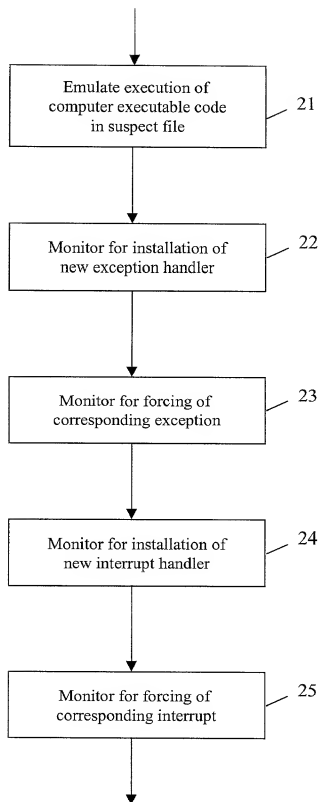 Emulate execution of
computer executable code
in suspect file
21
Monitor for installation of
new exception handler
22
Monitor for forcing of
corresponding exception
23
Monitor for installation of
new interrupt handler
24
Monitor for forcing of
corresponding interrupt
25